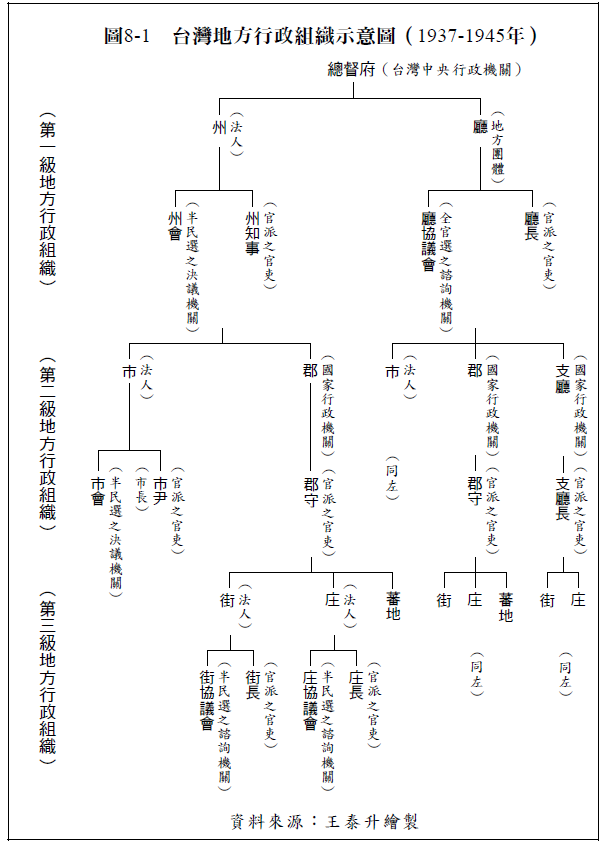 圖8-1　台灣地方行政組織示意圖（1937-1945年）
總督府（台灣中央行政機關）
（第一級地方行政組織）
州（法人）
廳（地方團體）
州會（半民選之決議機關）
州知事（官派之官吏）
廳協議會（全官選之諮詢機關）
廳長（官派之官吏）
（第二級地方行政組織）
市（法人）
郡（國家行政機關）
市（法人）
郡（國家行政機關）
支廳（國家行政機關）
市會（半民選之決議機關）
（市長）
市尹（官派之官吏）
郡守（官派之官吏）
（同左）
郡守（官派之官吏）
支廳長（官派之官吏）
（第三級地方行政組織）
街（法人）
庄（法人）
蕃地
街
庄
蕃地
街
庄
街協議會（半民選之諮詢機關）
街長（官派之官吏）
庄協議會（半民選之諮詢機關）
庄長（官派之官吏）
（同左）
（同左）
資料來源：王泰升繪製